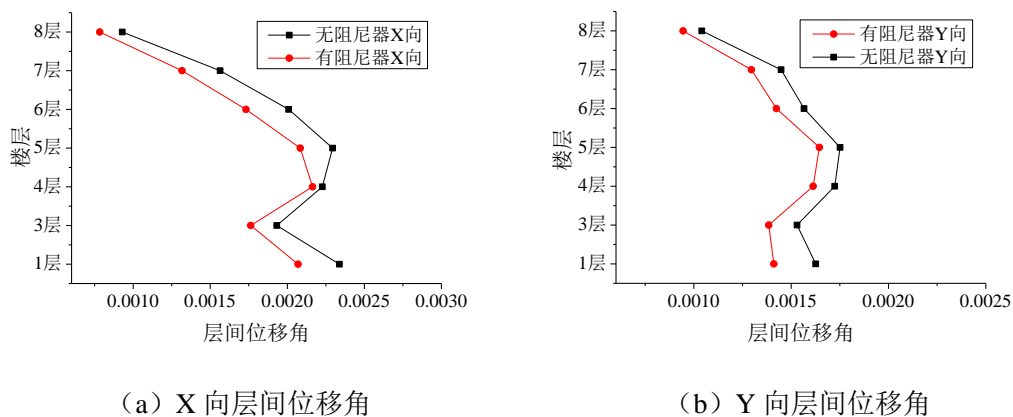 8层
7层
6层
5层
4层
3层
1层
楼层
无阻尼器X向
有阻尼器X向
0.0010 0.0015 0.0020 0.0025 0.0030
层间位移角
(a) X 向层间位移角
8层
7层
6层
5层
4层
3层
1层
楼层
有阻尼器Y向
无阻尼器Y向
0.0010 0.0015 0.0020 0.0025
层间位移角
(b) Y 向层间位移角